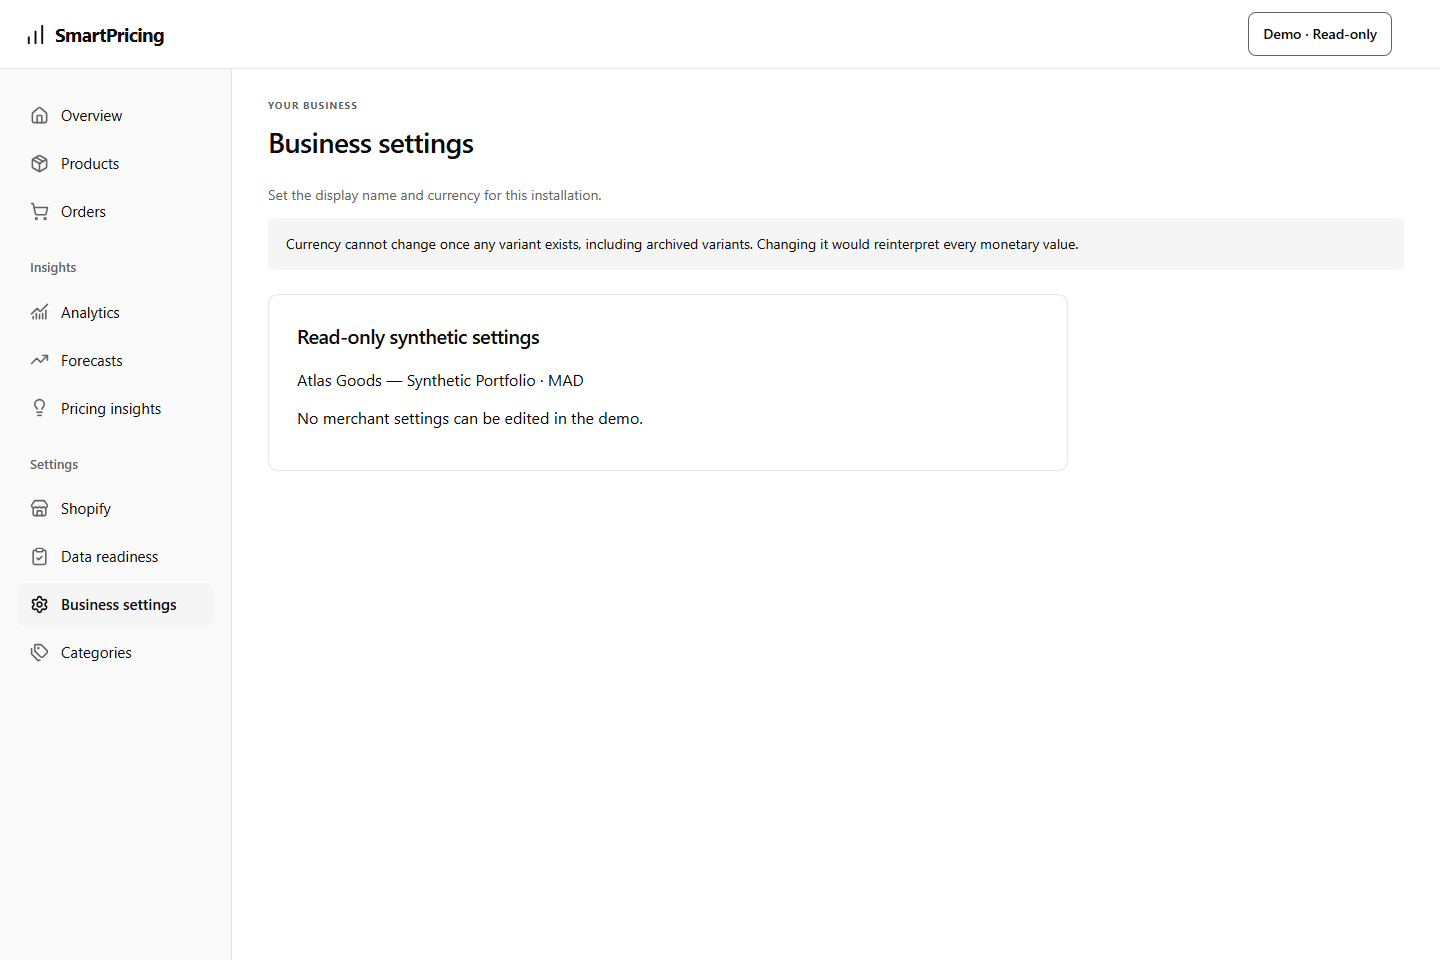 SmartPricing
Demo · Read-only
Overview
Products
Orders
Insights
Analytics
Forecasts
Pricing insights
Settings
Shopify
Data readiness
Business settings
Categories
YOUR BUSINESS
Business settings
Set the display name and currency for this installation.
Currency cannot change once any variant exists, including archived variants. Changing it would reinterpret every monetary value.
Read-only synthetic settings
Atlas Goods — Synthetic Portfolio · MAD
No merchant settings can be edited in the demo.